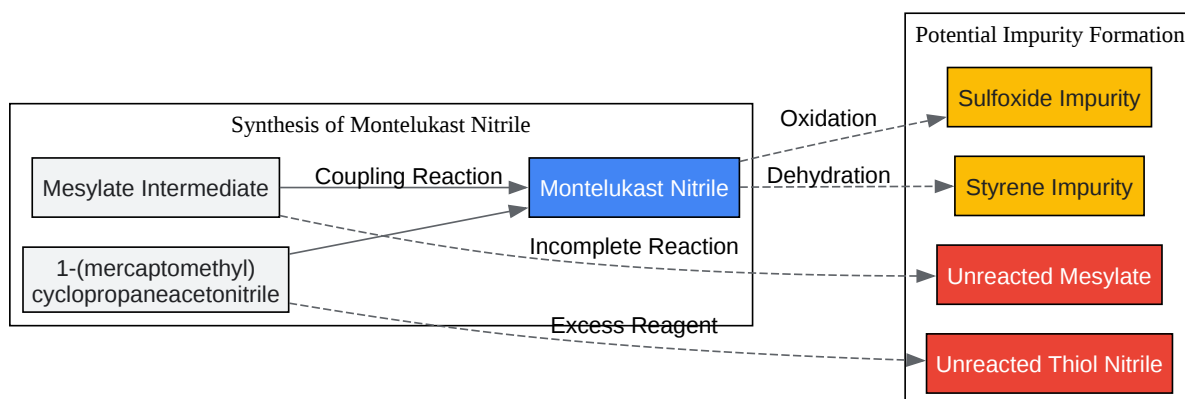 Potential Impurity Formation
Sulfoxide Impurity
Oxidation
Synthesis of Montelukast Nitrile
Mesylate Intermediate
Coupling Reaction
Montelukast Nitrile
Dehydration
Styrene Impurity
Incomplete Reaction
1-(mercaptomethyl)
cyclopropaneacetonitrile
Unreacted Mesylate
Excess Reagent
Unreacted Thiol Nitrile